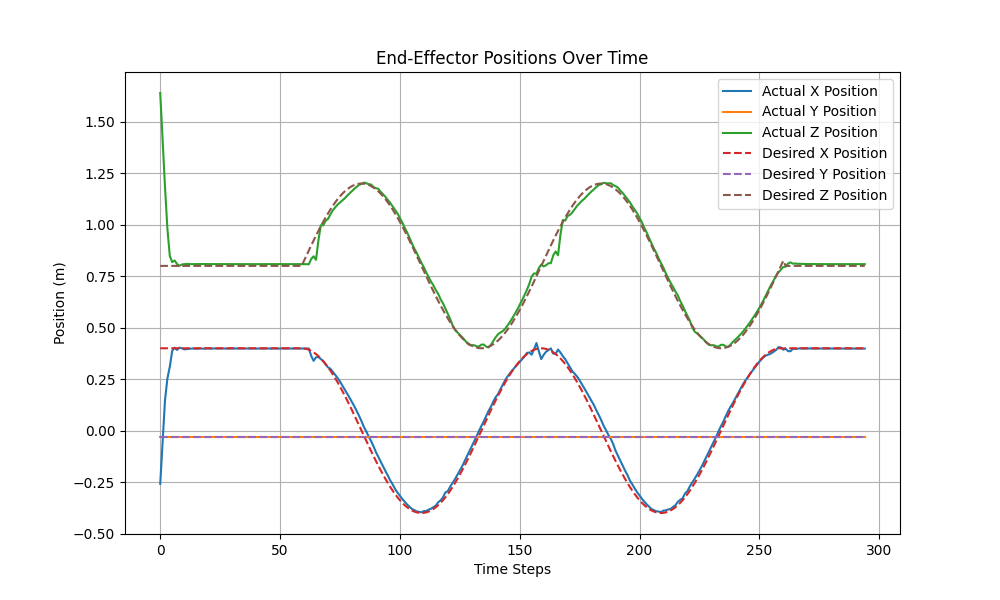 End-Effector Positions Over Time
Actual X Position
Actual Y Position
Actual Z Position
Desired X Position
Desired Y Position
Desired Z Position
Position (m)
1.50
1.25
1.00
0.75
0.50
0.25
0.00
−0.25
−0.50
0 50 100 150 200 250 300
Time Steps